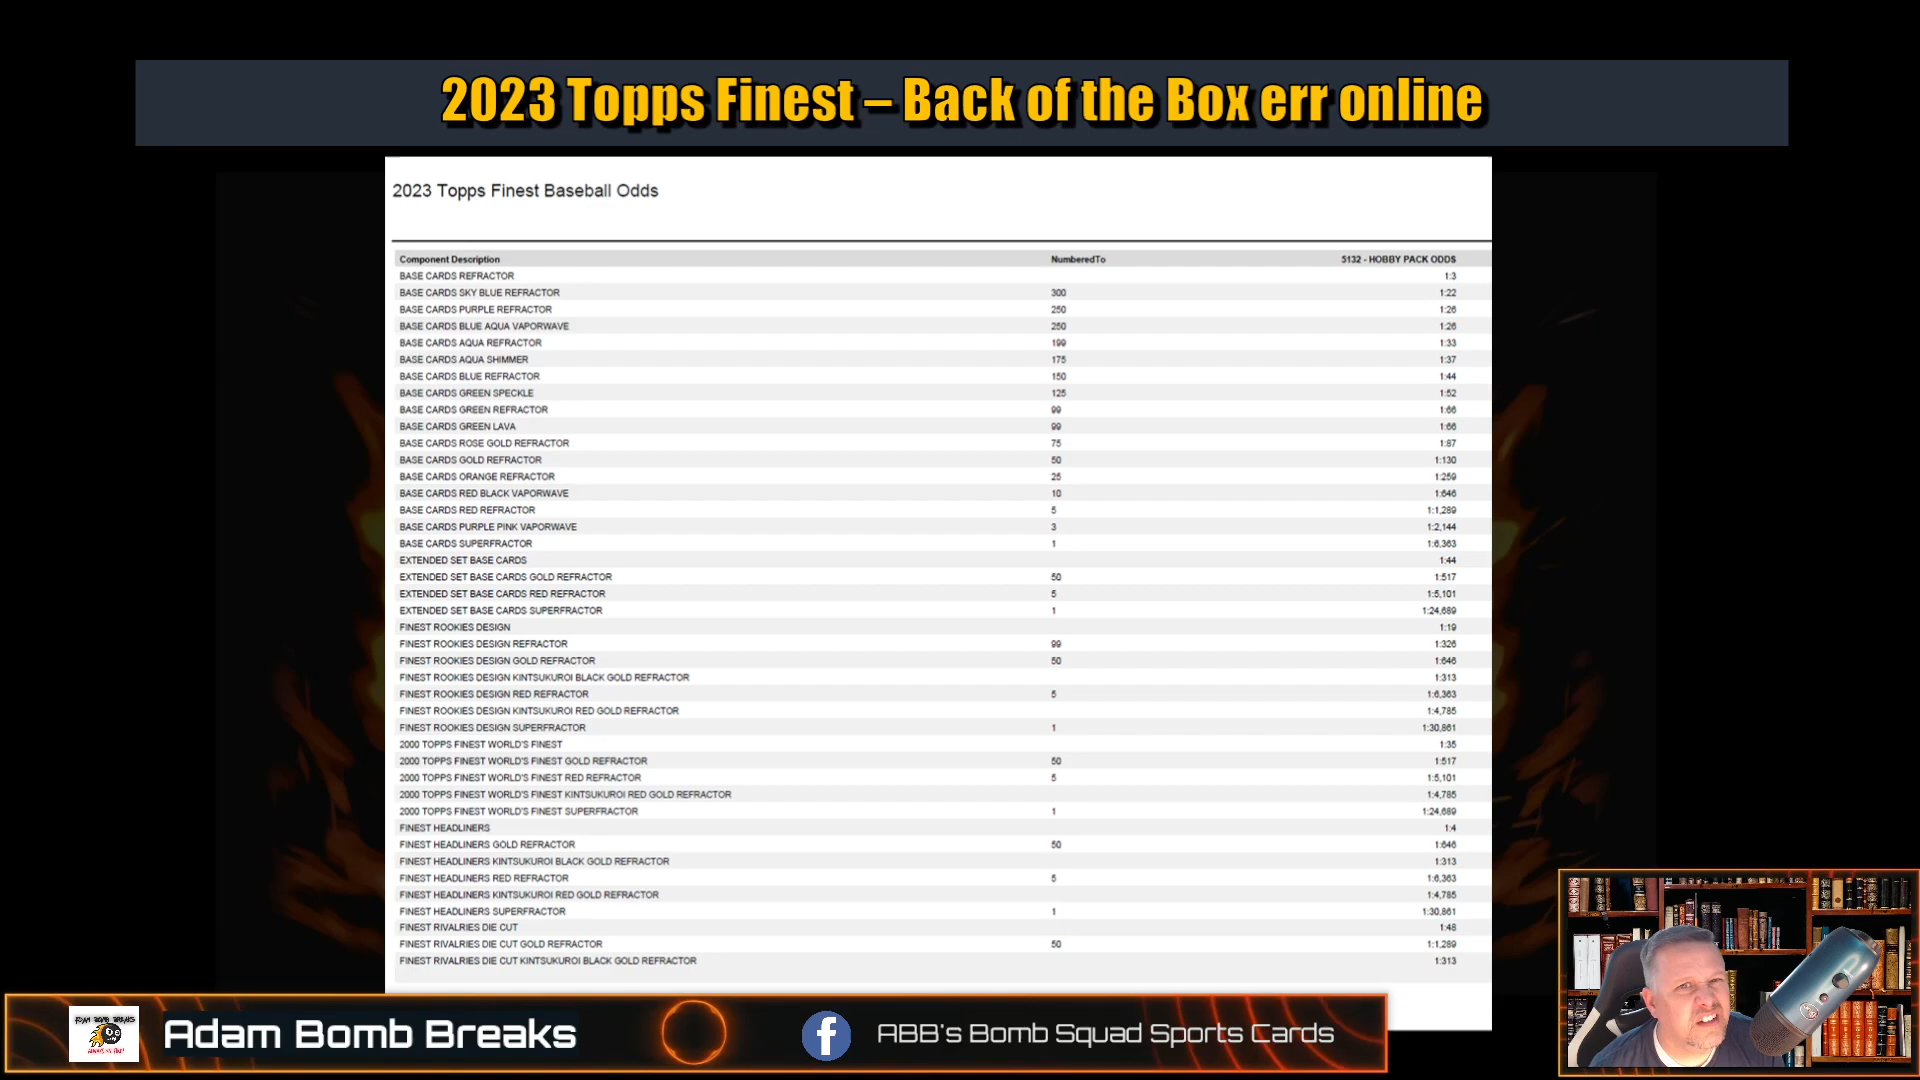 2023 Topps Finest – Back of the Box err online
2023 Topps Finest Baseball Odds
Component Description NumberedTo 5132 - HOBBY PACK ODDS
BASE CARDS REFRACTOR 1:3
BASE CARDS SKY BLUE REFRACTOR 300 1:22
BASE CARDS PURPLE REFRACTOR 250 1:26
BASE CARDS BLUE AQUA VAPORWAVE 250 1:26
BASE CARDS AQUA REFRACTOR 199 1:33
BASE CARDS AQUA SHIMMER 175 1:37
BASE CARDS BLUE REFRACTOR 150 1:44
BASE CARDS GREEN SPECKLE 125 1:52
BASE CARDS GREEN REFRACTOR 99 1:66
BASE CARDS GREEN LAVA 99 1:66
BASE CARDS ROSE GOLD REFRACTOR 75 1:87
BASE CARDS GOLD REFRACTOR 50 1:130
BASE CARDS ORANGE REFRACTOR 25 1:259
BASE CARDS RED BLACK VAPORWAVE 10 1:646
BASE CARDS RED REFRACTOR 5 1:1,289
BASE CARDS PURPLE PINK VAPORWAVE 3 1:2,144
BASE CARDS SUPERFRACTOR 1 1:6,363
EXTENDED SET BASE CARDS 1:44
EXTENDED SET BASE CARDS GOLD REFRACTOR 50 1:517
EXTENDED SET BASE CARDS RED REFRACTOR 5 1:5,101
EXTENDED SET BASE CARDS SUPERFRACTOR 1 1:24,689
FINEST ROOKIES DESIGN 1:19
FINEST ROOKIES DESIGN REFRACTOR 99 1:326
FINEST ROOKIES DESIGN GOLD REFRACTOR 50 1:646
FINEST ROOKIES DESIGN KINTSUKUROI BLACK GOLD REFRACTOR 1:313
FINEST ROOKIES DESIGN RED REFRACTOR 5 1:6,363
FINEST ROOKIES DESIGN KINTSUKUROI RED GOLD REFRACTOR 1:4,785
FINEST ROOKIES DESIGN SUPERFRACTOR 1 1:30,861
2000 TOPPS FINEST WORLD'S FINEST 1:35
2000 TOPPS FINEST WORLD'S FINEST GOLD REFRACTOR 50 1:517
2000 TOPPS FINEST WORLD'S FINEST RED REFRACTOR 5 1:5,101
2000 TOPPS FINEST WORLD'S FINEST KINTSUKUROI RED GOLD REFRACTOR 1:4,785
2000 TOPPS FINEST WORLD'S FINEST SUPERFRACTOR 1 1:24,689
FINEST HEADLINERS 1:4
FINEST HEADLINERS GOLD REFRACTOR 50 1:646
FINEST HEADLINERS KINTSUKUROI BLACK GOLD REFRACTOR 1:313
FINEST HEADLINERS RED REFRACTOR 5 1:6,363
FINEST HEADLINERS KINTSUKUROI RED GOLD REFRACTOR 1:4,785
FINEST HEADLINERS SUPERFRACTOR 1 1:30,861
FINEST RIVALRIES DIE CUT 1:48
FINEST RIVALRIES DIE CUT GOLD REFRACTOR 50 1:1,289
FINEST RIVALRIES DIE CUT KINTSUKUROI BLACK GOLD REFRACTOR 1:313
ADAM BOMB BREAKS
Adam Bomb Breaks
ABB's Bomb Squad Sports Cards